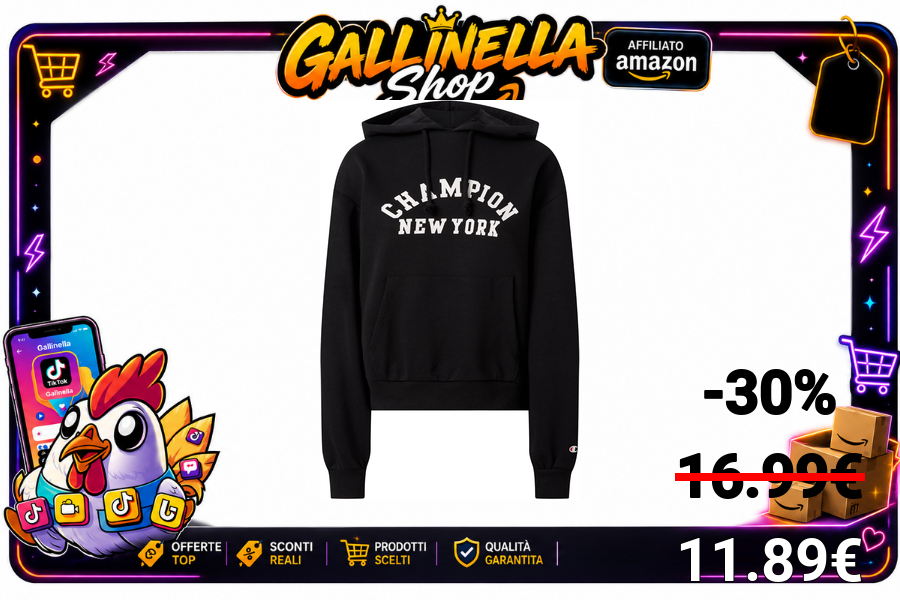 GALLINELLA
Shop
AFFILIATO
amazon
CHAMPION
NEW YORK
Gallinella
TikTok
Gallinella
-30%
16.99€
11.89€
OFFERTE
TOP
SCONTI
REALI
PRODOTTI
SCELTI
QUALITÀ
GARANTITA